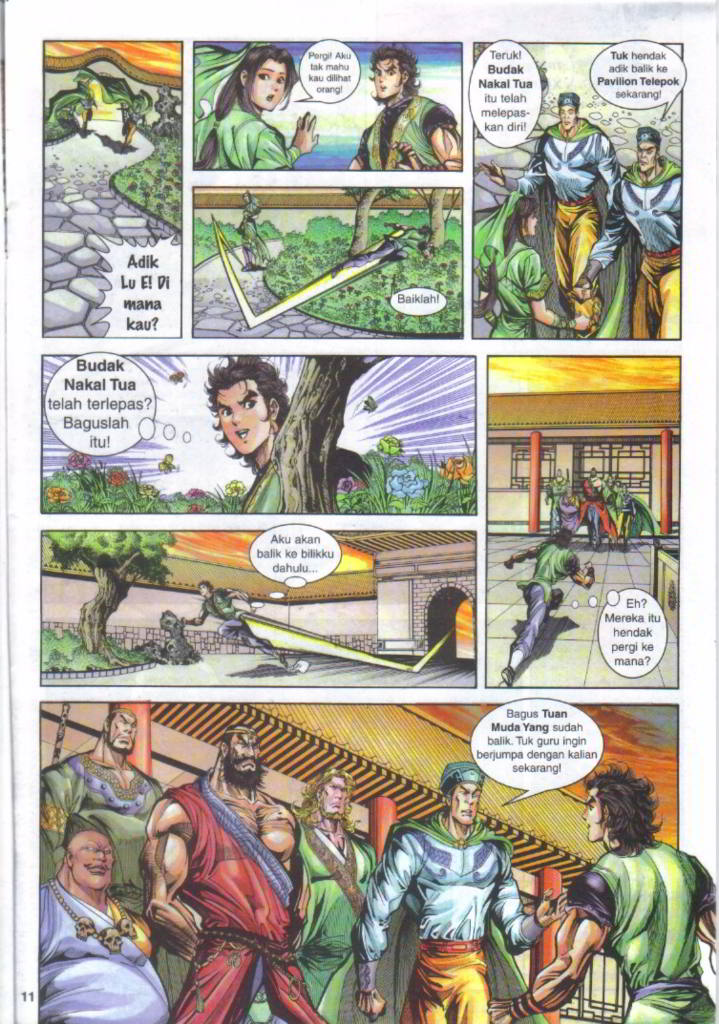 Adik
Lu E! Di
mana
kau?
Pergi! Aku
tak mahu
kau dilihat
orang!
Baiklah!
Teruk!
Budak
Nakal Tua
itu telah
melepas-
kan diri!
Tuk hendak
adik balik ke
Pavilion Telepok
sekarang!
Budak
Nakal Tua
telah terlepas?
Baguslah
itu!
Aku akan
balik ke bilikku
dahulu...
Eh?
Mereka itu
hendak
pergi ke
mana?
Bagus Tuan
Muda Yang sudah
balik. Tuk guru ingin
berjumpa dengan kalian
sekarang!
11